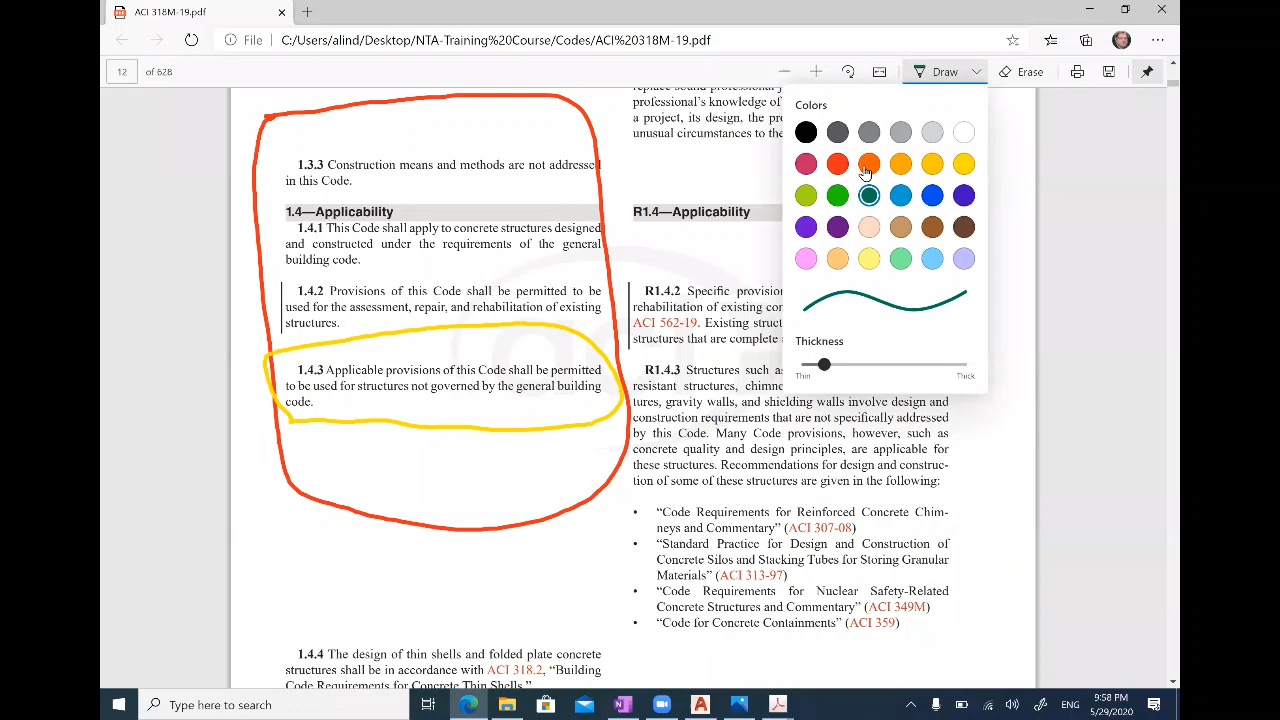 ACI 318M-19.pdf
File
C:/Users/alind/Desktop/NTA-Training%20Course/Codes/ACI%20318M-19.pdf
12 of 628
Draw
Erase
1.3.3 Construction means and methods are not addressed
in this Code.
1.4—Applicability
1.4.1 This Code shall apply to concrete structures designed
and constructed under the requirements of the general
building code.
1.4.2 Provisions of this Code shall be permitted to be
used for the assessment, repair, and rehabilitation of existing
structures.
1.4.3 Applicable provisions of this Code shall be permitted
to be used for structures not governed by the general building
code.
1.4.4 The design of thin shells and folded plate concrete
structures shall be in accordance with ACI 318.2, “Building
Code Requirements for Concrete Thin Shells.”
replace sound professional
professional’s knowledge of
a project, its design, the
unusual circumstances to the
R1.4—Applicability
R1.4.2 Specific
rehabilitation of existing
ACI 562-19. Existing
structures that are complete
R1.4.3 Structures such
resistant structures,
tures, gravity walls, and shielding walls involve design and
construction requirements that are not specifically addressed
by this Code. Many Code provisions, however, such as
concrete quality and design principles, are applicable for
these structures. Recommendations for design and construc-
tion of some of these structures are given in the following:
• “Code Requirements for Reinforced Concrete Chim-
neys and Commentary” (ACI 307-08)
• “Standard Practice for Design and Construction of
Concrete Silos and Stacking Tubes for Storing Granular
Materials” (ACI 313-97)
• “Code Requirements for Nuclear Safety-Related
Concrete Structures and Commentary” (ACI 349M)
• “Code for Concrete Containments” (ACI 359)
Colors
Thickness
Thin
Thick
Type here to search
ENG
9:58 PM
5/29/2020